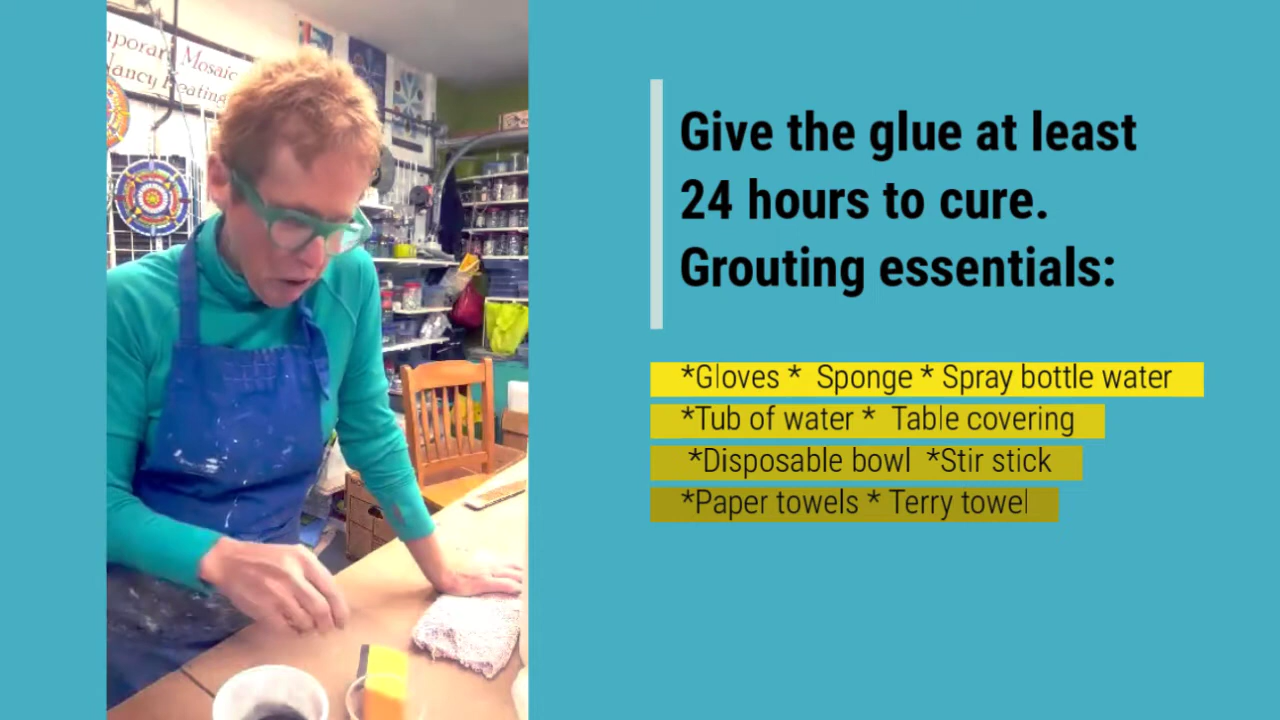 Mosaic
Give the glue at least
24 hours to cure.
Grouting essentials:
*Gloves *  Sponge * Spray bottle water
*Tub of water *  Table covering
*Disposable bowl  *Stir stick
*Paper towels * Terry towel